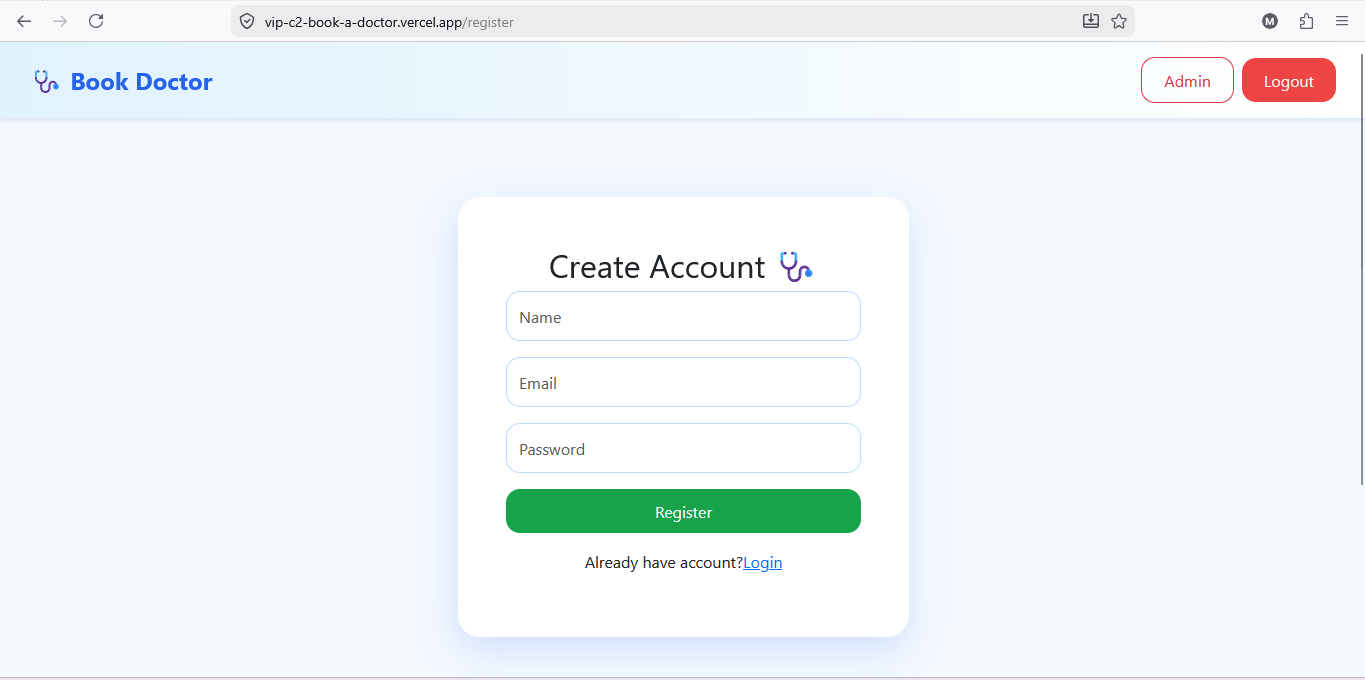 vip-c2-book-a-doctor.vercel.app/register
M
Book Doctor
Admin
Logout
Create Account
Name
Email
Password
Register
Already have account?Login